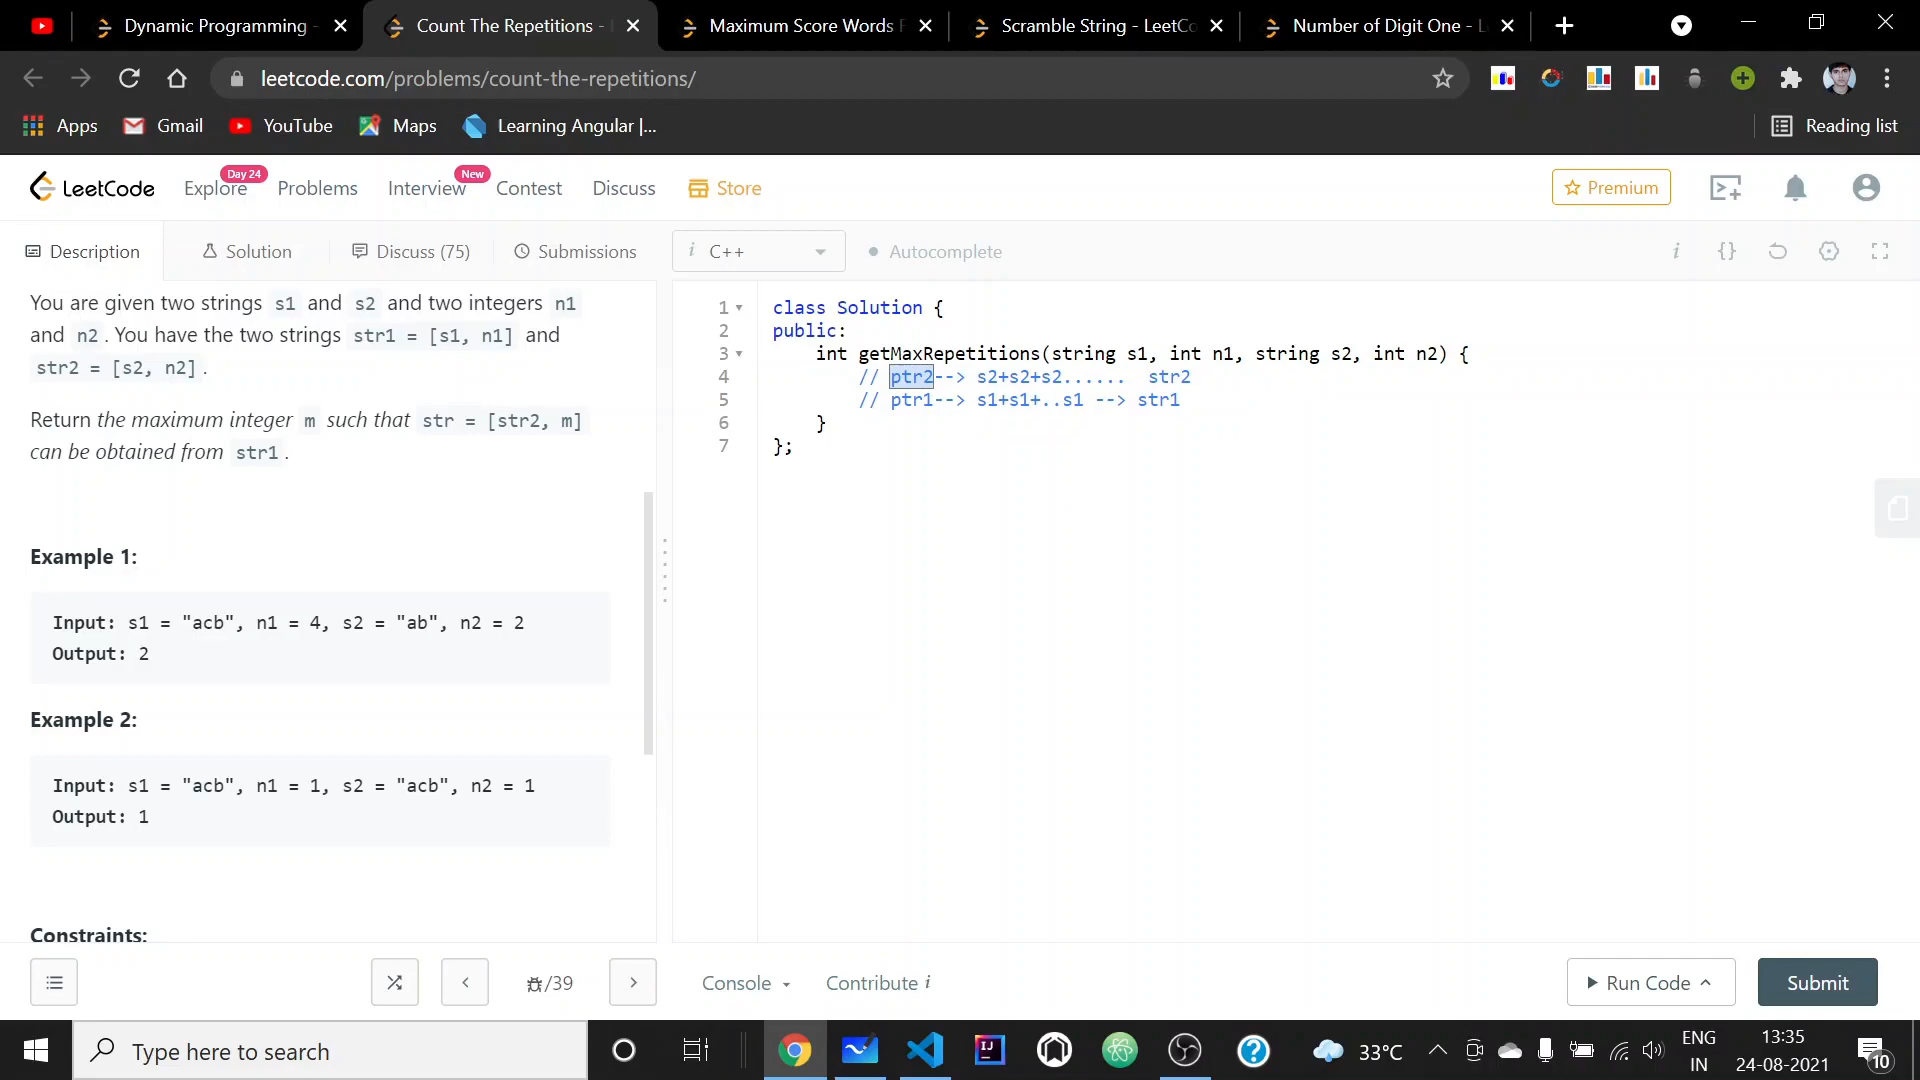 Dynamic Programming -
Count The Repetitions -
Maximum Score Words F
Scramble String - LeetCo
Number of Digit One - L
leetcode.com/problems/count-the-repetitions/
Apps
Gmail
YouTube
Maps
Learning Angular |...
Reading list
LeetCode
Explore
Day 24
Problems
Interview
New
Contest
Discuss
Store
Premium
Description
Solution
Discuss (75)
Submissions
i C++
Autocomplete
You are given two strings s1 and s2 and two integers n1
and n2. You have the two strings str1 = [s1, n1] and
str2 = [s2, n2].
Return the maximum integer m such that str = [str2, m]
can be obtained from str1.
Example 1:
Input: s1 = "acb", n1 = 4, s2 = "ab", n2 = 2
Output: 2
Example 2:
Input: s1 = "acb", n1 = 1, s2 = "acb", n2 = 1
Output: 1
Constraints:
1 class Solution {
2 public:
3 int getMaxRepetitions(string s1, int n1, string s2, int n2) {
4 // ptr2--> s2+s2+s2...... str2
5 // ptr1--> s1+s1+..s1 --> str1
6 }
7 };
/39
Console
Contribute i
Run Code
Submit
Type here to search
33°C
ENG
IN
13:35
24-08-2021
10